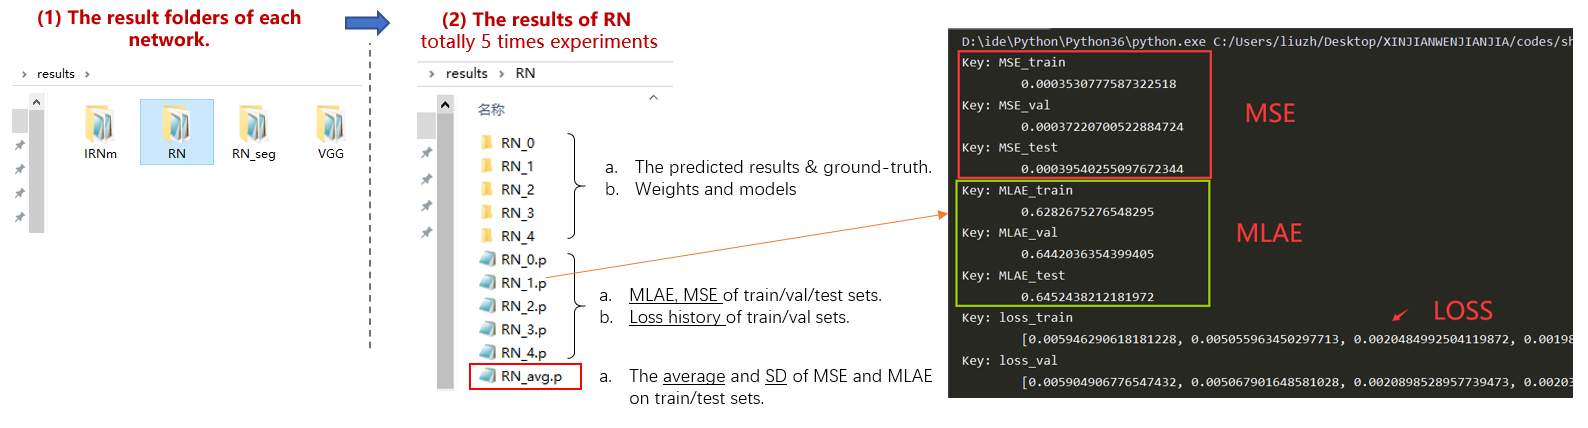 (1) The result folders of each
network.
results
IRNm
RN
RN_seg
VGG
(2) The results of RN
totally 5 times experiments
results
RN
名称
RN_0
RN_1
RN_2
RN_3
RN_4
RN_0.p
RN_1.p
RN_2.p
RN_3.p
RN_4.p
RN_avg.p
a. The predicted results & ground-truth.
b. Weights and models
a. MLAE, MSE of train/val/test sets.
b. Loss history of train/val sets.
a. The average and SD of MSE and MLAE
on train/test sets.
D:\ide\Python\Python36\python.exe C:/Users/liuzh/Desktop/XINJIANWENJIANJIA/codes/sh
Key: MSE_train
0.0003530777587322518
Key: MSE_val
0.00037220700522884724
Key: MSE_test
0.00039540255097672344
MSE
Key: MLAE_train
0.6282675276548295
Key: MLAE_val
0.6442036354399405
Key: MLAE_test
0.6452438212181972
MLAE
LOSS
Key: loss_train
[0.005946290618181228, 0.005055963450297713, 0.0020484992504119872, 0.00198
Key: loss_val
[0.005904906776547432, 0.005067901648581028, 0.0020898528957739473, 0.00203